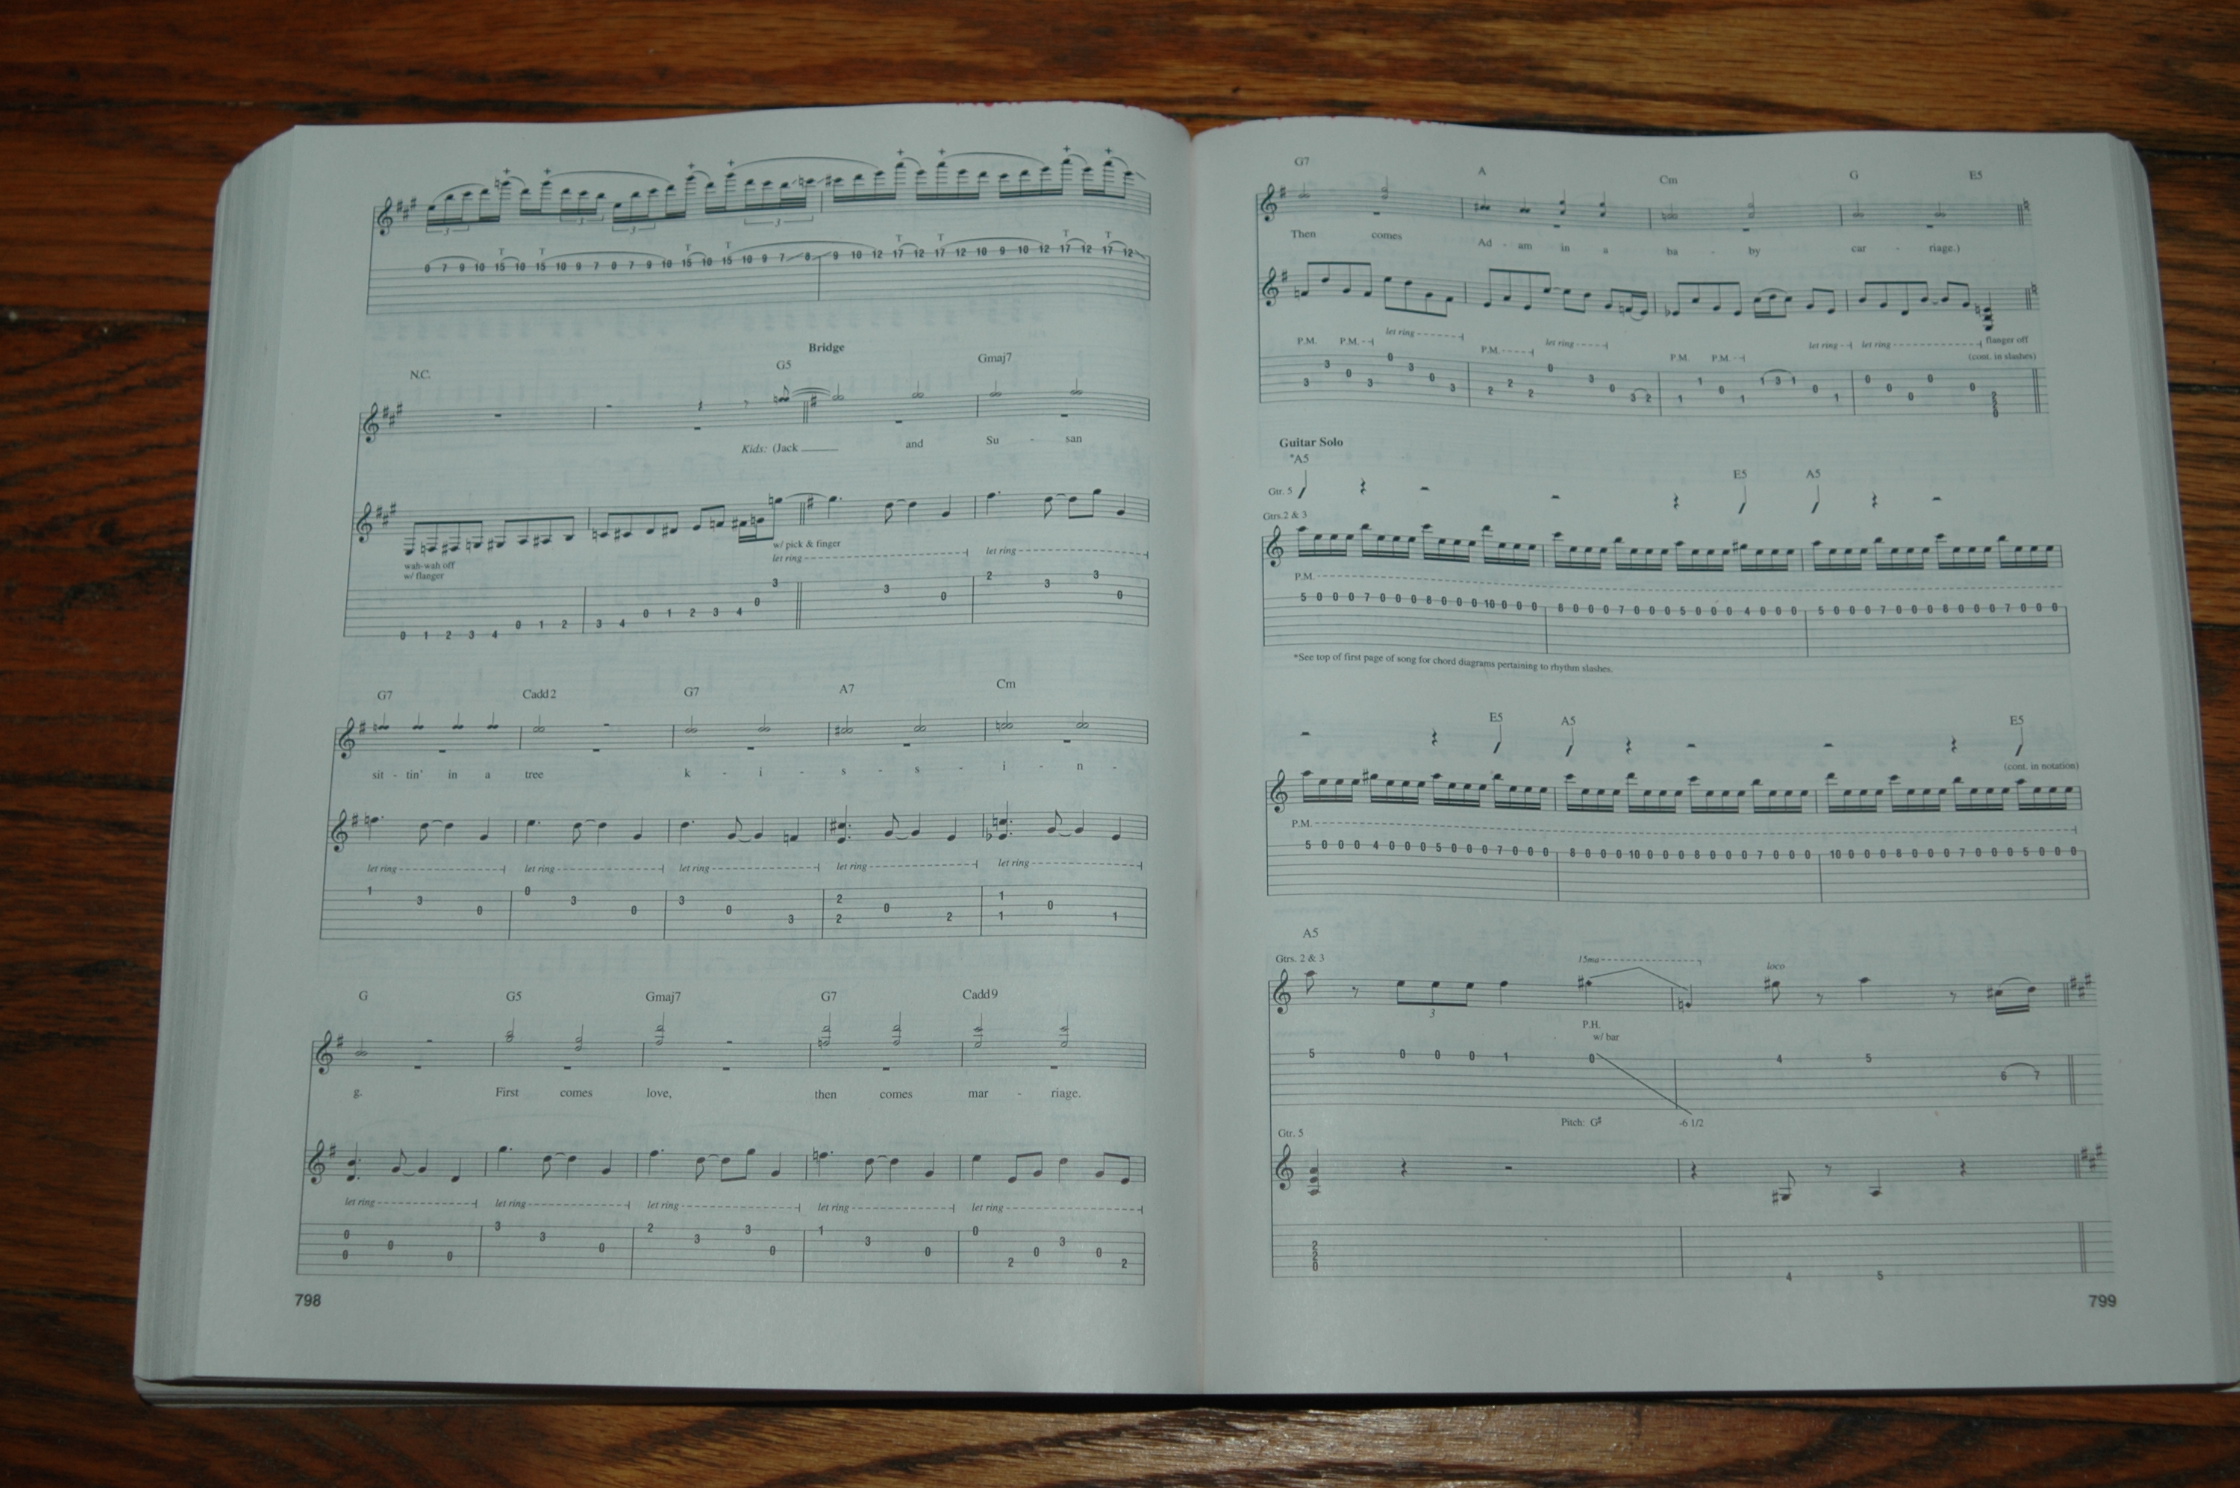 T T T T T T T T
0 7 9 10 15 10 15 10 9 7 0 7 9 10 15 10 15 10 9 7 8 9 10 12 17 12 17 12 10 9 10 12 17 12 17 12
Bridge
N.C. G5 Gmaj7
Kids: (Jack and Su - san
w/ pick & finger
wah-wah off
w/ flanger
let ring let ring
3 3 0 2 3 3 0
0 1 2 3 4 0 1 2 3 4 0 1 2 3 4 0
G7 Cadd2 G7 A7 Cm
sit - tin' in a tree k - i - s - s - i - n -
let ring let ring let ring let ring let ring
1 3 0 0 3 0 3 0 3 2 2 0 2 1 1 0 1
G G5 Gmaj7 G7 Cadd9
g. First comes love, then comes mar - riage.
let ring let ring let ring let ring let ring
0 0 0 0 3 3 0 2 3 3 0 1 3 0 0 2 0 3 0 2
798
G7 A Cm G E5
Then comes Ad - am in a ba - by car - riage.)
P.M. P.M. let ring P.M. let ring P.M. P.M. let ring let ring flanger off
(cont. in slashes)
3 3 0 3 0 3 0 3 2 2 2 0 3 0 3 2 1 1 0 1 1 3 1 0 1 0 0 0 0 0 2 2 0
Guitar Solo
*A5 E5 A5
Gtr. 5
Gtrs. 2 & 3
P.M.
5 0 0 0 7 0 0 0 8 0 0 0 10 0 0 0 8 0 0 0 7 0 0 0 5 0 0 0 4 0 0 0 5 0 0 0 7 0 0 0 8 0 0 0 7 0 0 0
*See top of first page of song for chord diagrams pertaining to rhythm slashes.
E5 A5 E5
(cont. in notation)
P.M.
5 0 0 0 4 0 0 0 5 0 0 0 7 0 0 0 8 0 0 0 10 0 0 0 8 0 0 0 7 0 0 0 10 0 0 0 8 0 0 0 7 0 0 0 5 0 0 0
A5
Gtrs. 2 & 3 15ma loco
3
P.H.
w/ bar
5 0 0 0 1 0 4 5 6 7
Pitch: G♯ -6 1/2
Gtr. 5
2 2 0 4 5
799